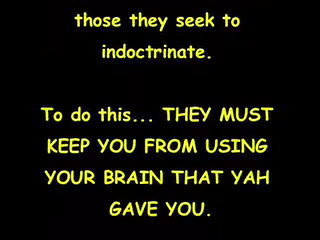 those they seek to
indoctrinate.
To do this... THEY MUST
KEEP YOU FROM USING
YOUR BRAIN THAT YAH
GAVE YOU.